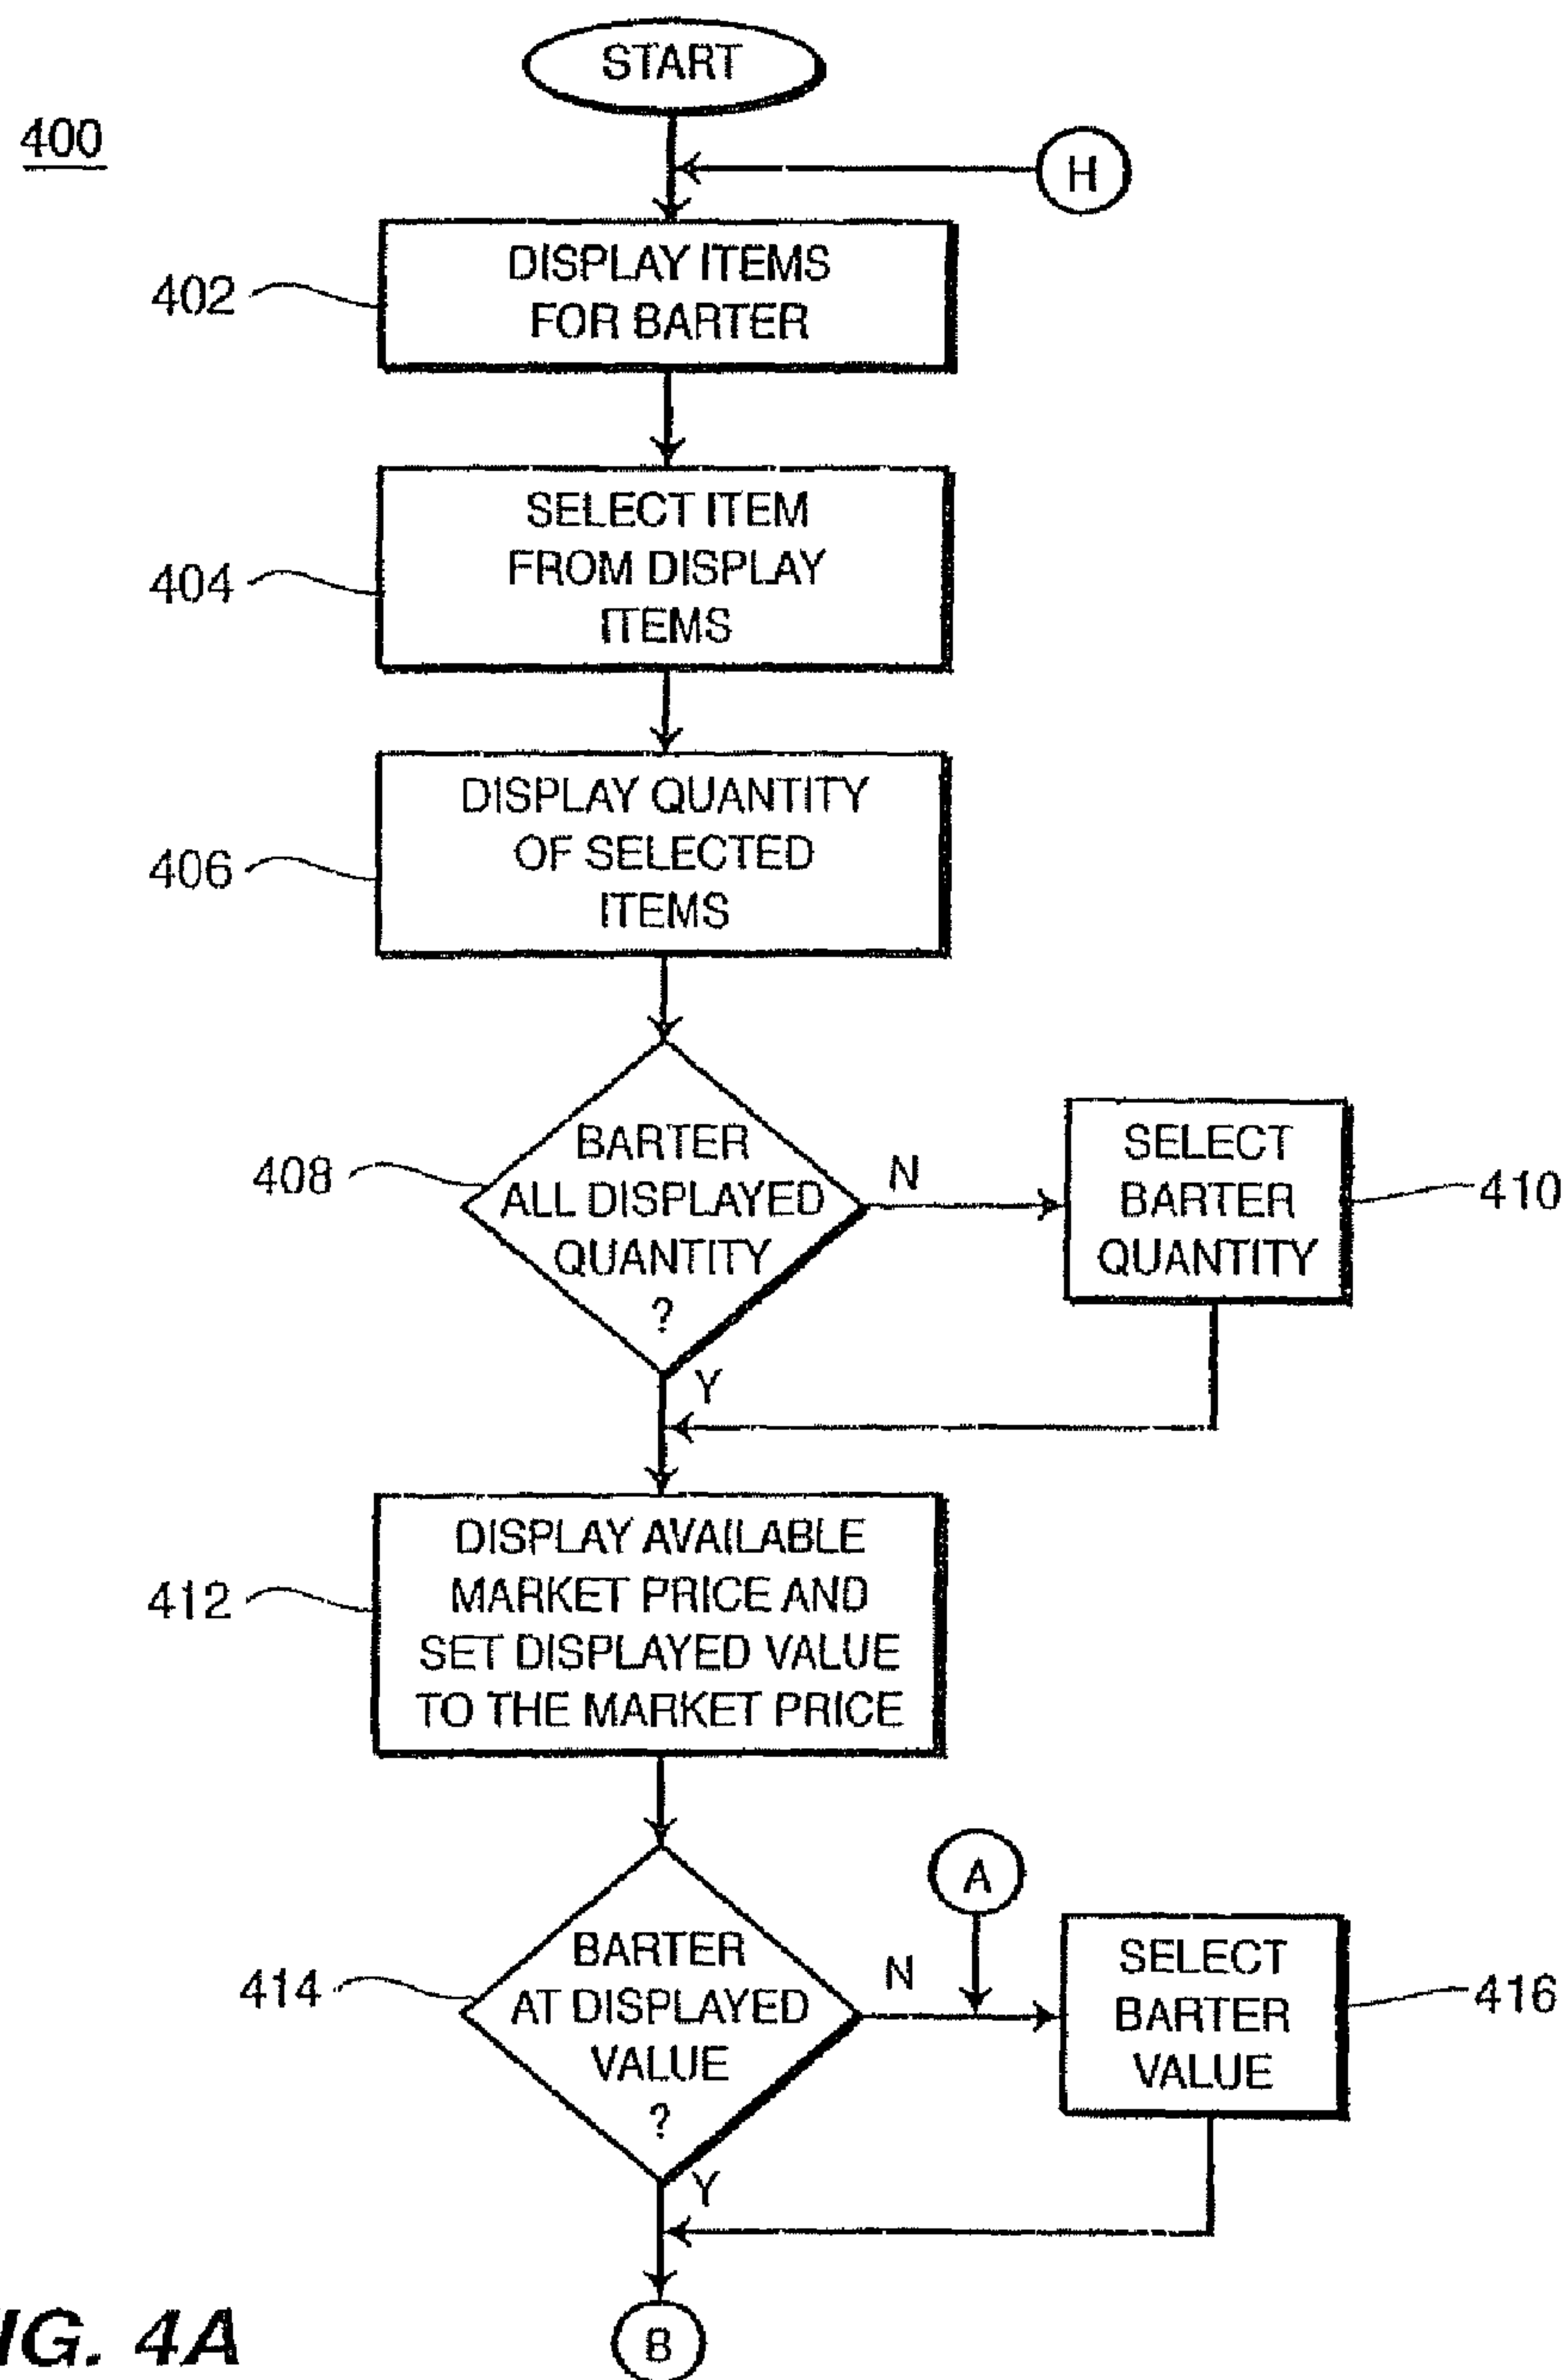 START
400
H
402
DISPLAY ITEMS
FOR BARTER
404
SELECT ITEM
FROM DISPLAY
ITEMS
406
DISPLAY QUANTITY
OF SELECTED
ITEMS
408
BARTER
ALL DISPLAYED
QUANTITY
?
N
Y
SELECT
BARTER
QUANTITY
410
412
DISPLAY AVAILABLE
MARKET PRICE AND
SET DISPLAYED VALUE
TO THE MARKET PRICE
A
414
BARTER
AT DISPLAYED
VALUE
?
N
Y
SELECT
BARTER
VALUE
416
B
IG. 4A